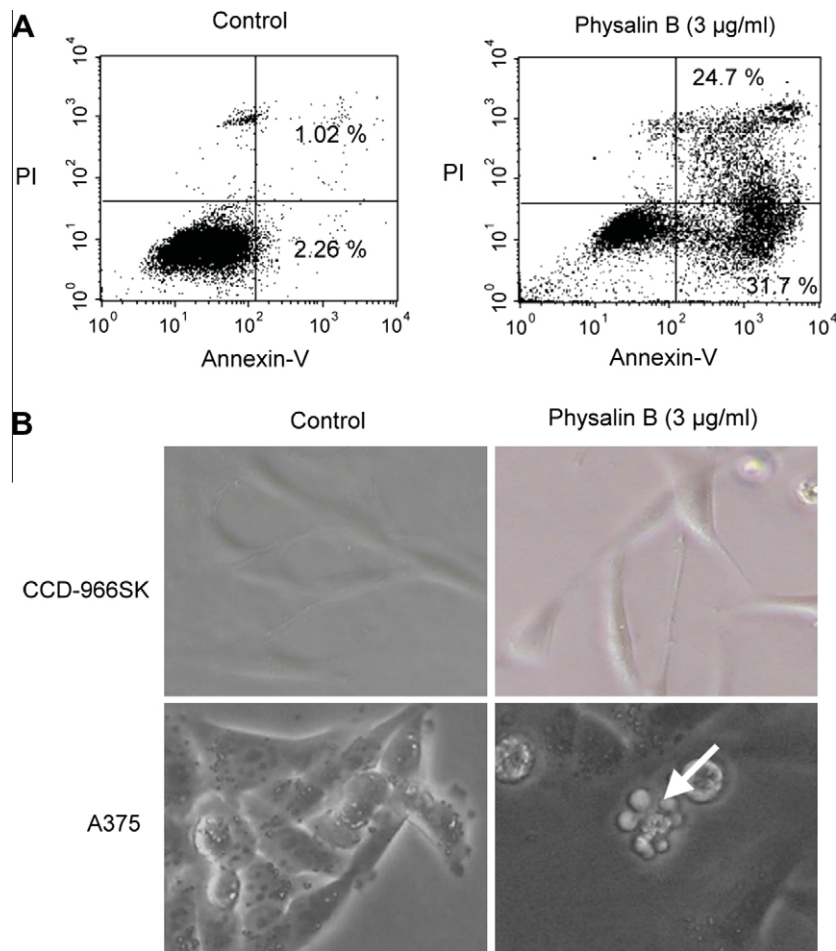 A
Control
Physalin B (3 µg/ml)
10^4
10^3
10^2
10^1
10^0
PI
1.02 %
2.26 %
10^0 10^1 10^2 10^3 10^4
Annexin-V
10^4
10^3
10^2
10^1
10^0
PI
24.7 %
31.7 %
10^0 10^1 10^2 10^3 10^4
Annexin-V
B
Control
Physalin B (3 µg/ml)
CCD-966SK
A375